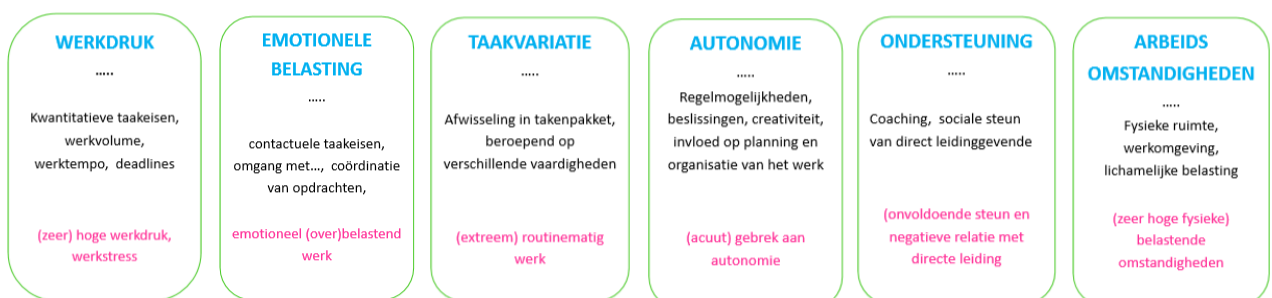 WERKDRUK
.....
Kwantitatieve taakeisen,
werkvolume,
werktempo, deadlines
(zeer) hoge werkdruk,
werkstress
EMOTIONELE
BELASTING
.....
contactuele taakeisen,
omgang met..., coördinatie
van opdrachten,
emotioneel (over)belastend
werk
TAAKVARIATIE
.....
Afwisseling in takenpakket,
beroepend op
verschillende vaardigheden
(extreem) routinematig
werk
AUTONOMIE
.....
Regelmogelijkheden,
beslissingen, creativiteit,
invloed op planning en
organisatie van het werk
(acuut) gebrek aan
autonomie
ONDERSTEUNING
.....
Coaching, sociale steun
van direct leidinggevende
(onvoldoende steun en
negatieve relatie met
directe leiding
ARBEIDS
OMSTANDIGHEDEN
.....
Fysieke ruimte,
werkomgeving,
lichamelijke belasting
(zeer hoge fysieke)
belastende
omstandigheden